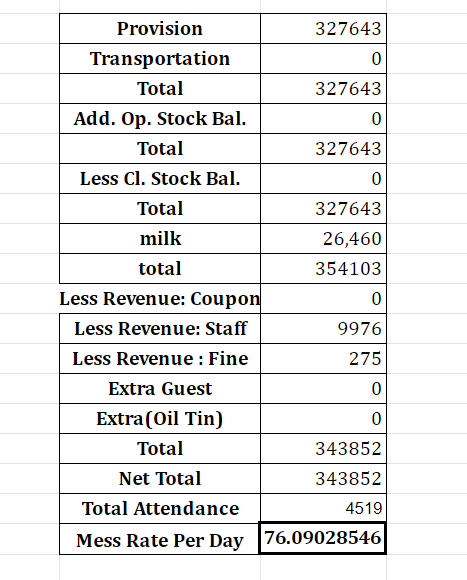 Provision 327643
Transportation 0
Total 327643
Add. Op. Stock Bal. 0
Total 327643
Less Cl. Stock Bal. 0
Total 327643
milk 26,460
total 354103
Less Revenue: Coupon 0
Less Revenue: Staff 9976
Less Revenue : Fine 275
Extra Guest 0
Extra(Oil Tin) 0
Total 343852
Net Total 343852
Total Attendance 4519
Mess Rate Per Day 76.09028546